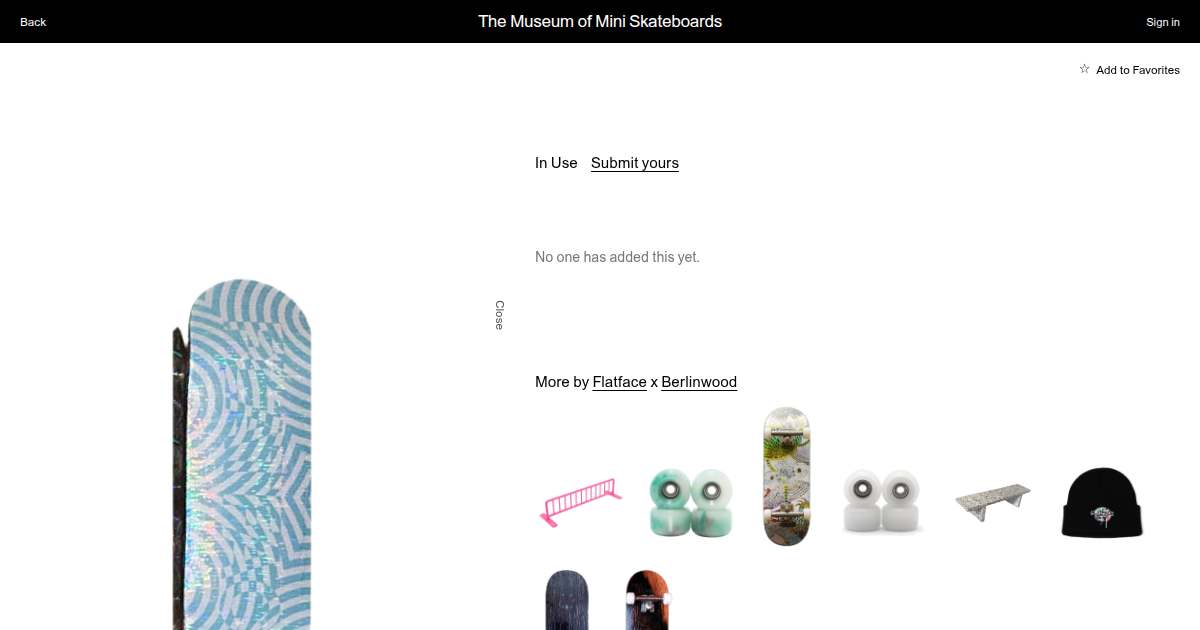 Back
The Museum of Mini Skateboards
Sign in
☆ Add to Favorites
In Use Submit yours
No one has added this yet.
Close
More by Flatface x Berlinwood